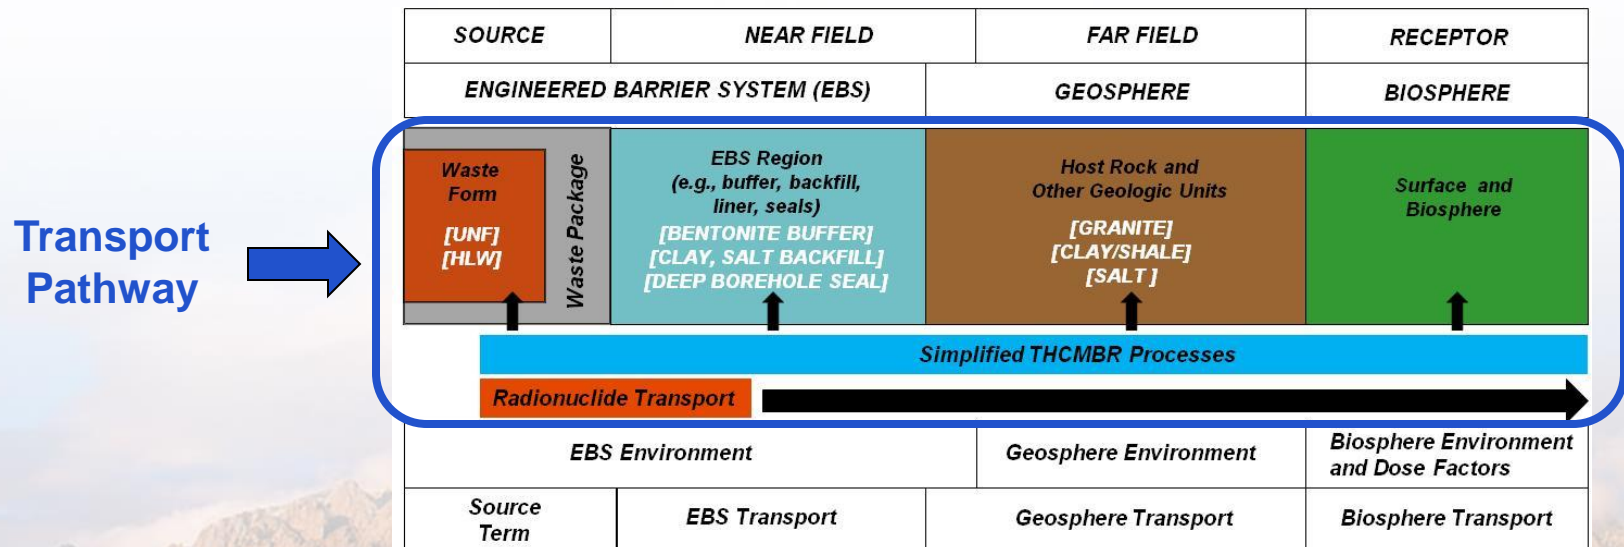 SOURCE
NEAR FIELD
FAR FIELD
RECEPTOR
ENGINEERED BARRIER SYSTEM (EBS)
GEOSPHERE
BIOSPHERE
Transport
Pathway
Waste
Form
[UNF]
[HLW]
Waste Package
EBS Region
(e.g., buffer, backfill,
liner, seals)
[BENTONITE BUFFER]
[CLAY, SALT BACKFILL]
[DEEP BOREHOLE SEAL]
Host Rock and
Other Geologic Units
[GRANITE]
[CLAY/SHALE]
[SALT ]
Surface and
Biosphere
Simplified THCMBR Processes
Radionuclide Transport
EBS Environment
Geosphere Environment
Biosphere Environment
and Dose Factors
Source
Term
EBS Transport
Geosphere Transport
Biosphere Transport